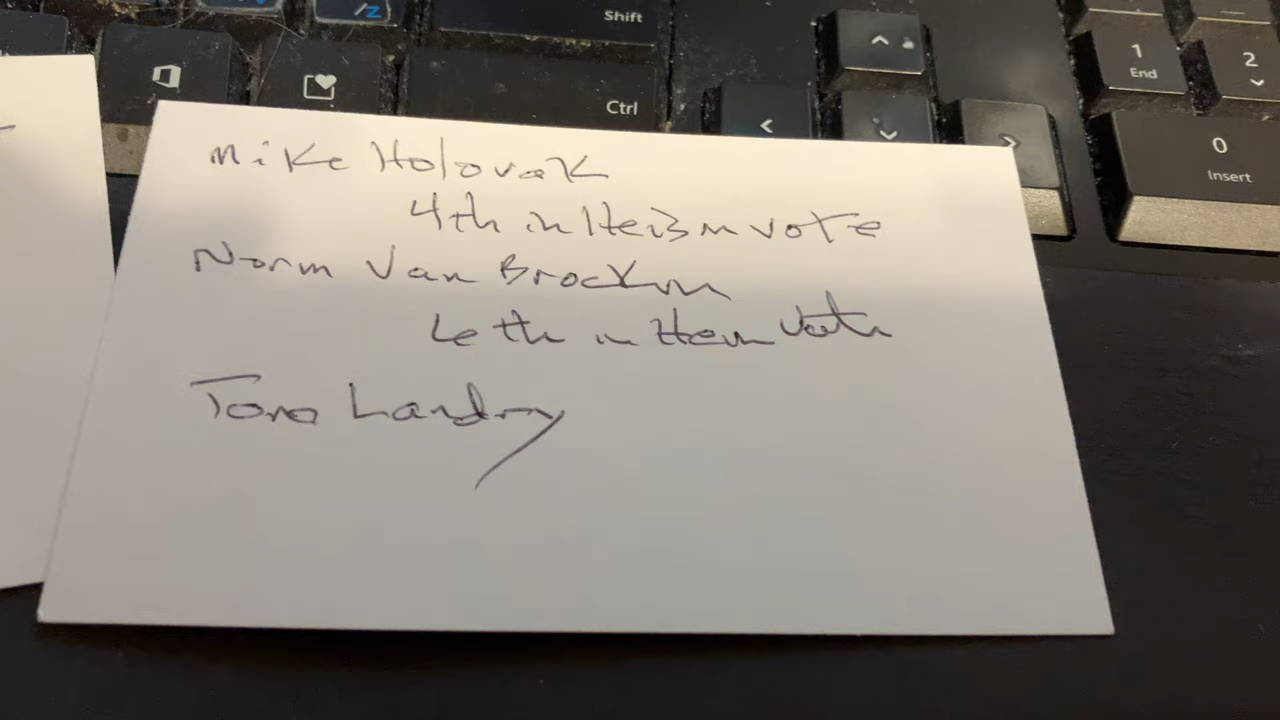 /Z
Shift
Ctrl
1
End
2
0
Insert
Mike Holovak
4th in Heism vote
Norm Van Brocklin
6th in Heism
Tom Landry